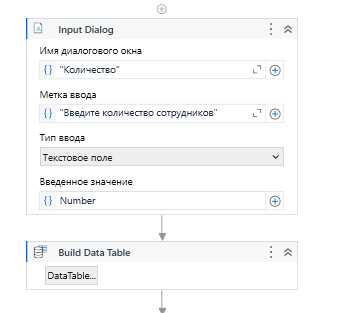 Input Dialog
Имя диалогового окна
"Количество"
Метка ввода
"Введите количество сотрудников"
Тип ввода
Текстовое поле
Введенное значение
Number
Build Data Table
DataTable...